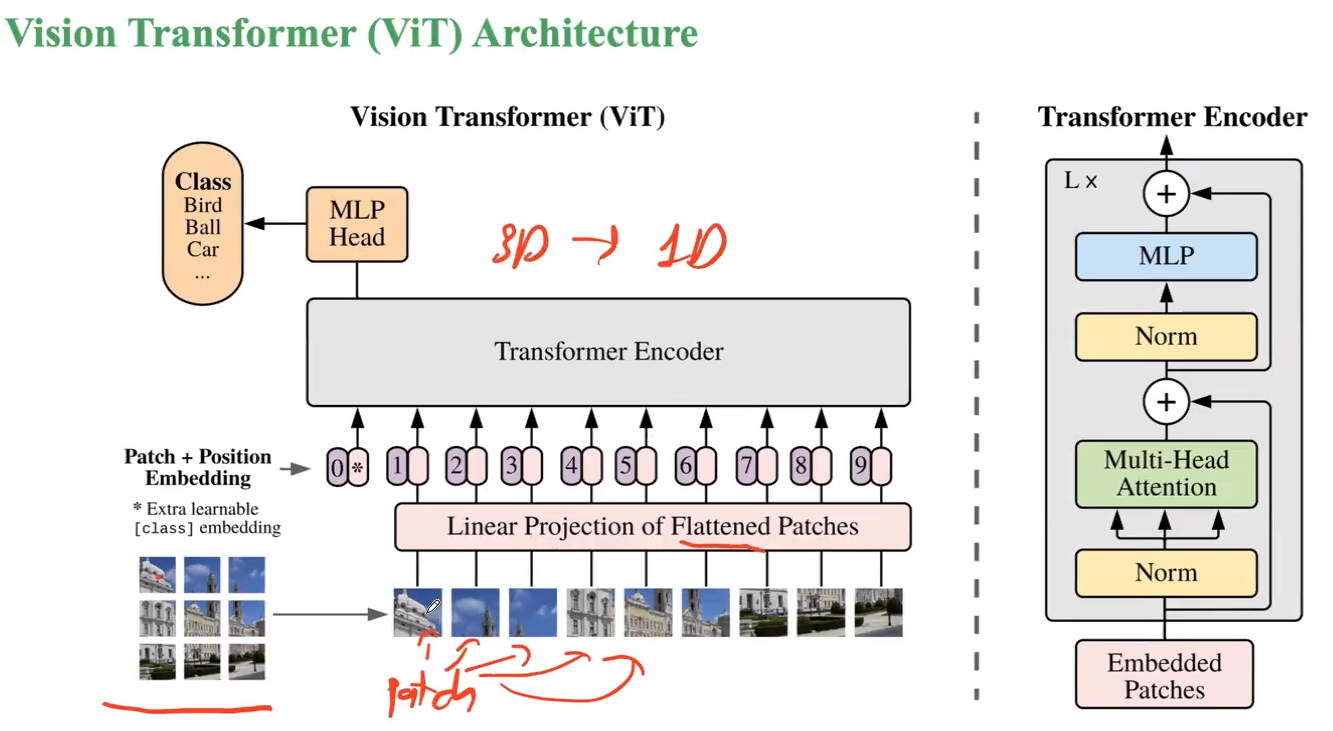 Vision Transformer (ViT) Architecture
Vision Transformer (ViT)
Class
Bird
Ball
Car
...
MLP
Head
3D → 1D
Transformer Encoder
Patch + Position
Embedding
* Extra learnable
[class] embedding
0 * 1 2 3 4 5 6 7 8 9
Linear Projection of Flattened Patches
patch
Transformer Encoder
L ×
+
MLP
Norm
+
Multi-Head
Attention
Norm
Embedded
Patches